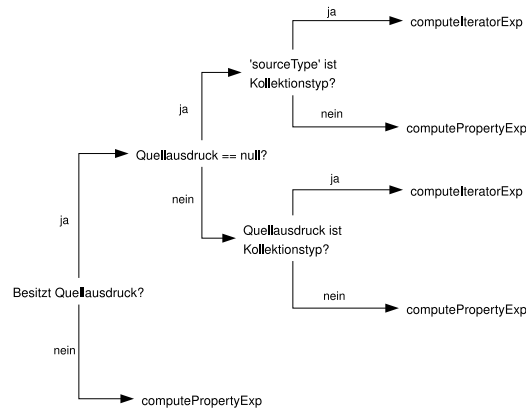 ja
computeIteratorExp
'sourceType' ist
Kollektionstyp?
ja
nein
computePropertyExp
Quellausdruck == null?
ja
computeIteratorExp
nein
Quellausdruck ist
Kollektionstyp?
ja
nein
Besitzt Quellausdruck?
computePropertyExp
nein
computePropertyExp